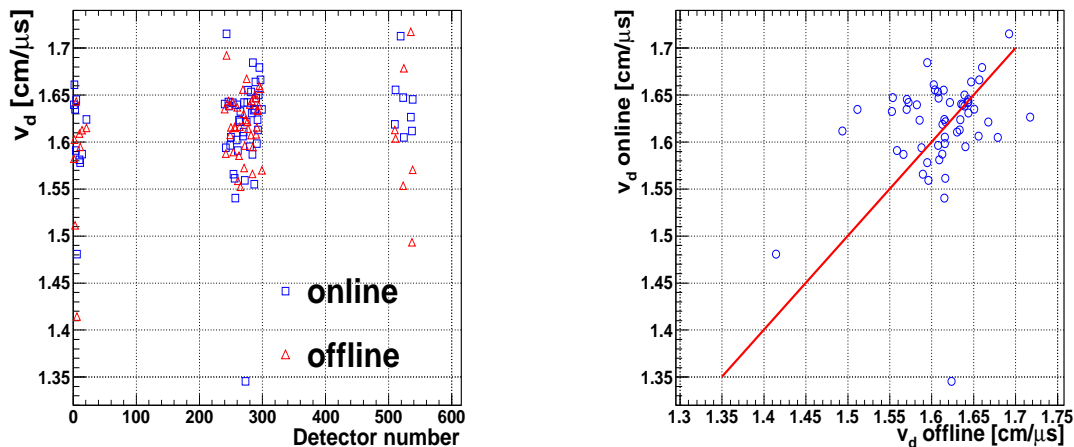 v_d [cm/μs]
1.7
1.65
1.6
1.55
1.5
1.45
1.4
1.35
online
offline
0 100 200 300 400 500 600
Detector number
v_d online [cm/μs]
1.7
1.65
1.6
1.55
1.5
1.45
1.4
1.35
1.3 1.35 1.4 1.45 1.5 1.55 1.6 1.65 1.7 1.75
v_d offline [cm/μs]